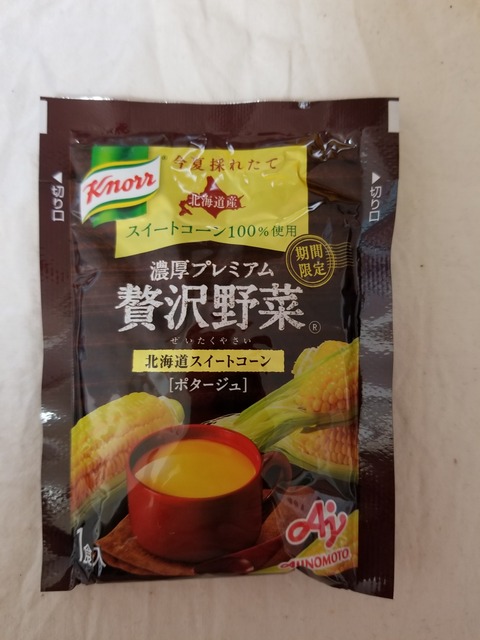 今夏採れたて
Knorr
北海道産
スイートコーン100%使用
◀切り口
◀切り口
期間
限定
濃厚プレミアム
贅沢野菜®
ぜいたくやさい
北海道スイートコーン
[ポタージュ]
1食入
Aj
AJINOMOTO